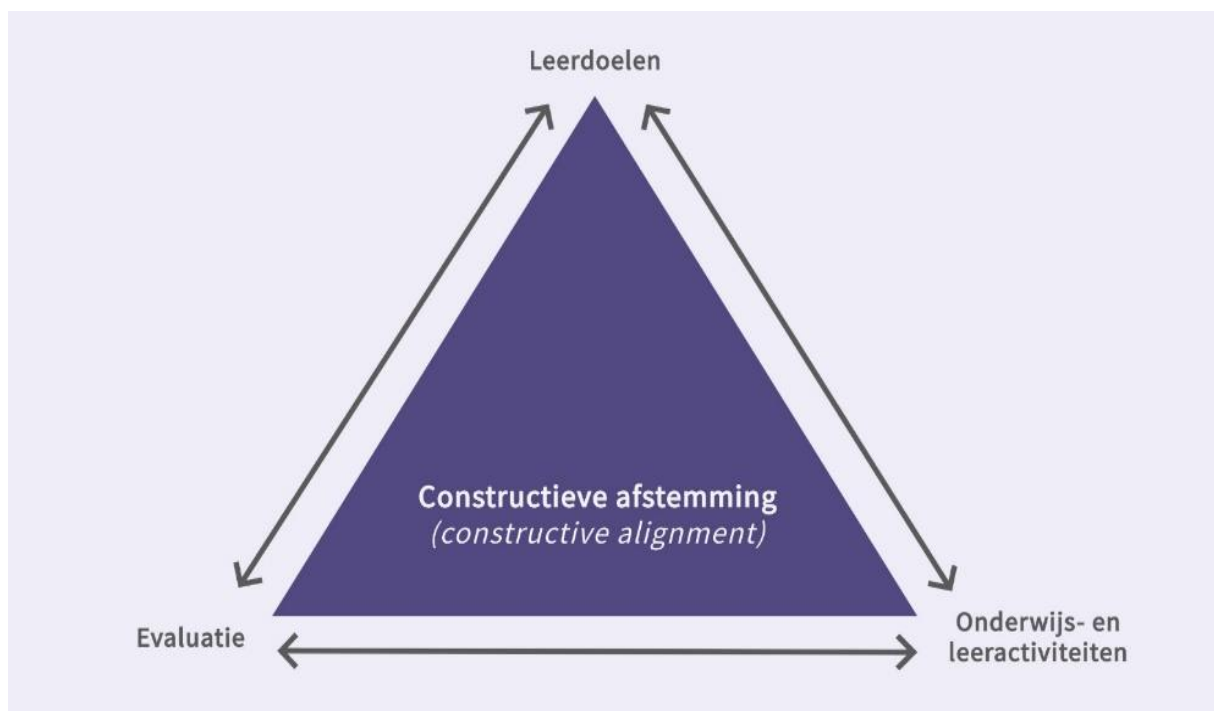 Leerdoelen
Constructieve afstemming
(constructive alignment)
Evaluatie
Onderwijs- en
leeractiviteiten